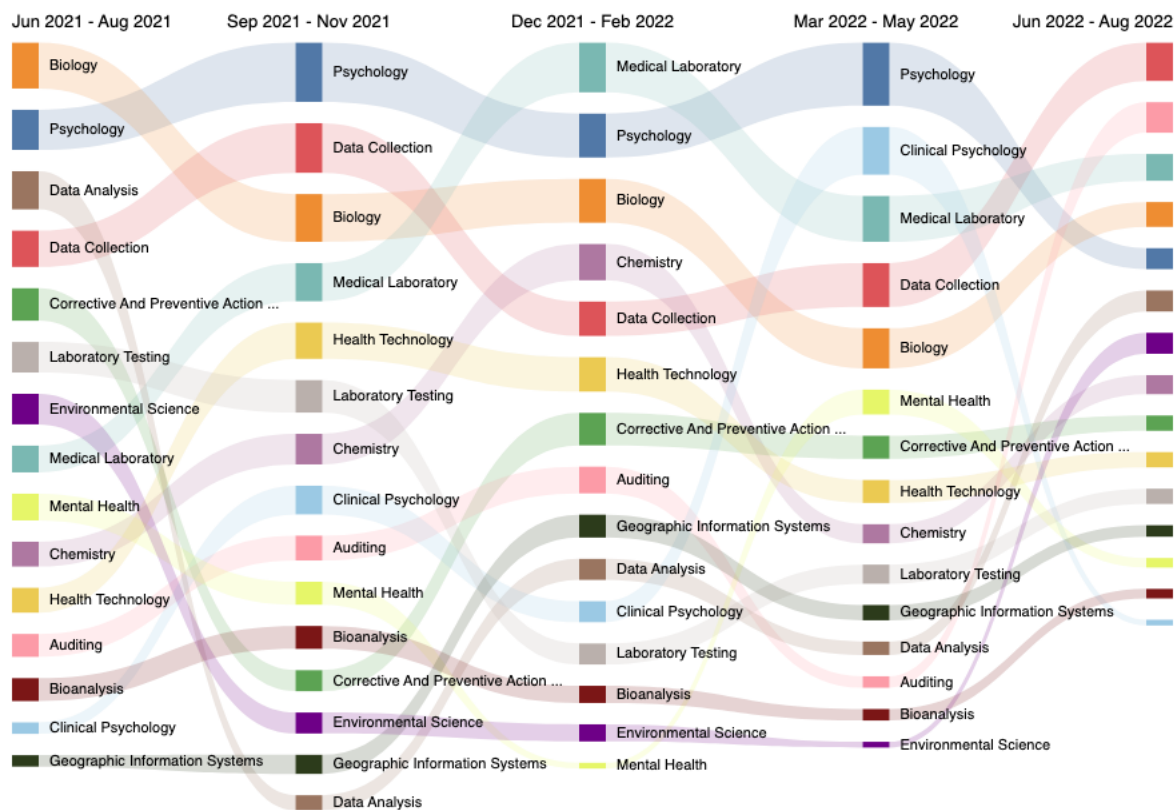 Jun 2021 - Aug 2021
Sep 2021 - Nov 2021
Dec 2021 - Feb 2022
Mar 2022 - May 2022
Jun 2022 - Aug 2022
Biology
Psychology
Data Analysis
Data Collection
Corrective And Preventive Action ...
Laboratory Testing
Environmental Science
Medical Laboratory
Mental Health
Chemistry
Health Technology
Auditing
Bioanalysis
Clinical Psychology
Geographic Information Systems
Psychology
Data Collection
Biology
Medical Laboratory
Health Technology
Laboratory Testing
Chemistry
Clinical Psychology
Auditing
Mental Health
Bioanalysis
Corrective And Preventive Action ...
Environmental Science
Geographic Information Systems
Data Analysis
Medical Laboratory
Psychology
Biology
Chemistry
Data Collection
Health Technology
Corrective And Preventive Action ...
Auditing
Geographic Information Systems
Data Analysis
Clinical Psychology
Laboratory Testing
Bioanalysis
Environmental Science
Mental Health
Psychology
Clinical Psychology
Medical Laboratory
Data Collection
Biology
Mental Health
Corrective And Preventive Action ...
Health Technology
Chemistry
Laboratory Testing
Geographic Information Systems
Data Analysis
Auditing
Bioanalysis
Environmental Science